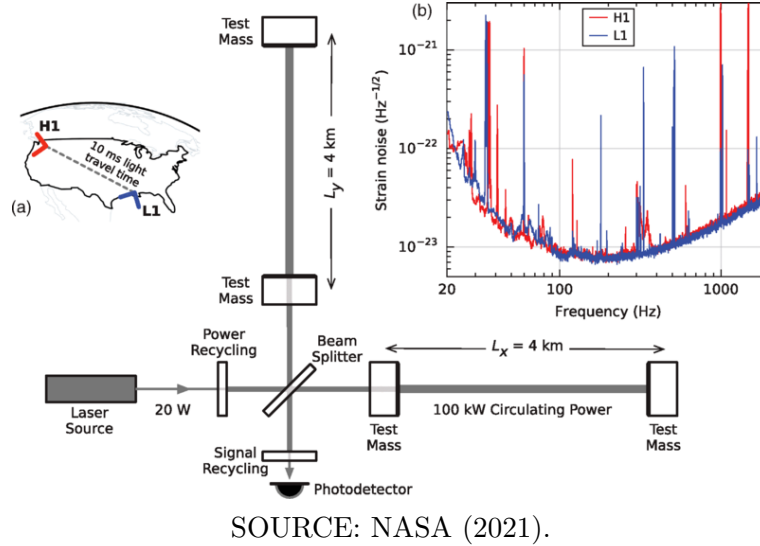 (a)
H1
10 ms light
travel time
L1
Test
Mass
Ly = 4 km
Test
Mass
Power
Recycling
Beam
Splitter
Lx = 4 km
Laser
Source
20 W
100 kW Circulating Power
Test
Mass
Test
Mass
Signal
Recycling
Photodetector
(b)
H1
L1
Strain noise (Hz-1/2)
10-21
10-22
10-23
20
100
1000
Frequency (Hz)
SOURCE: NASA (2021).